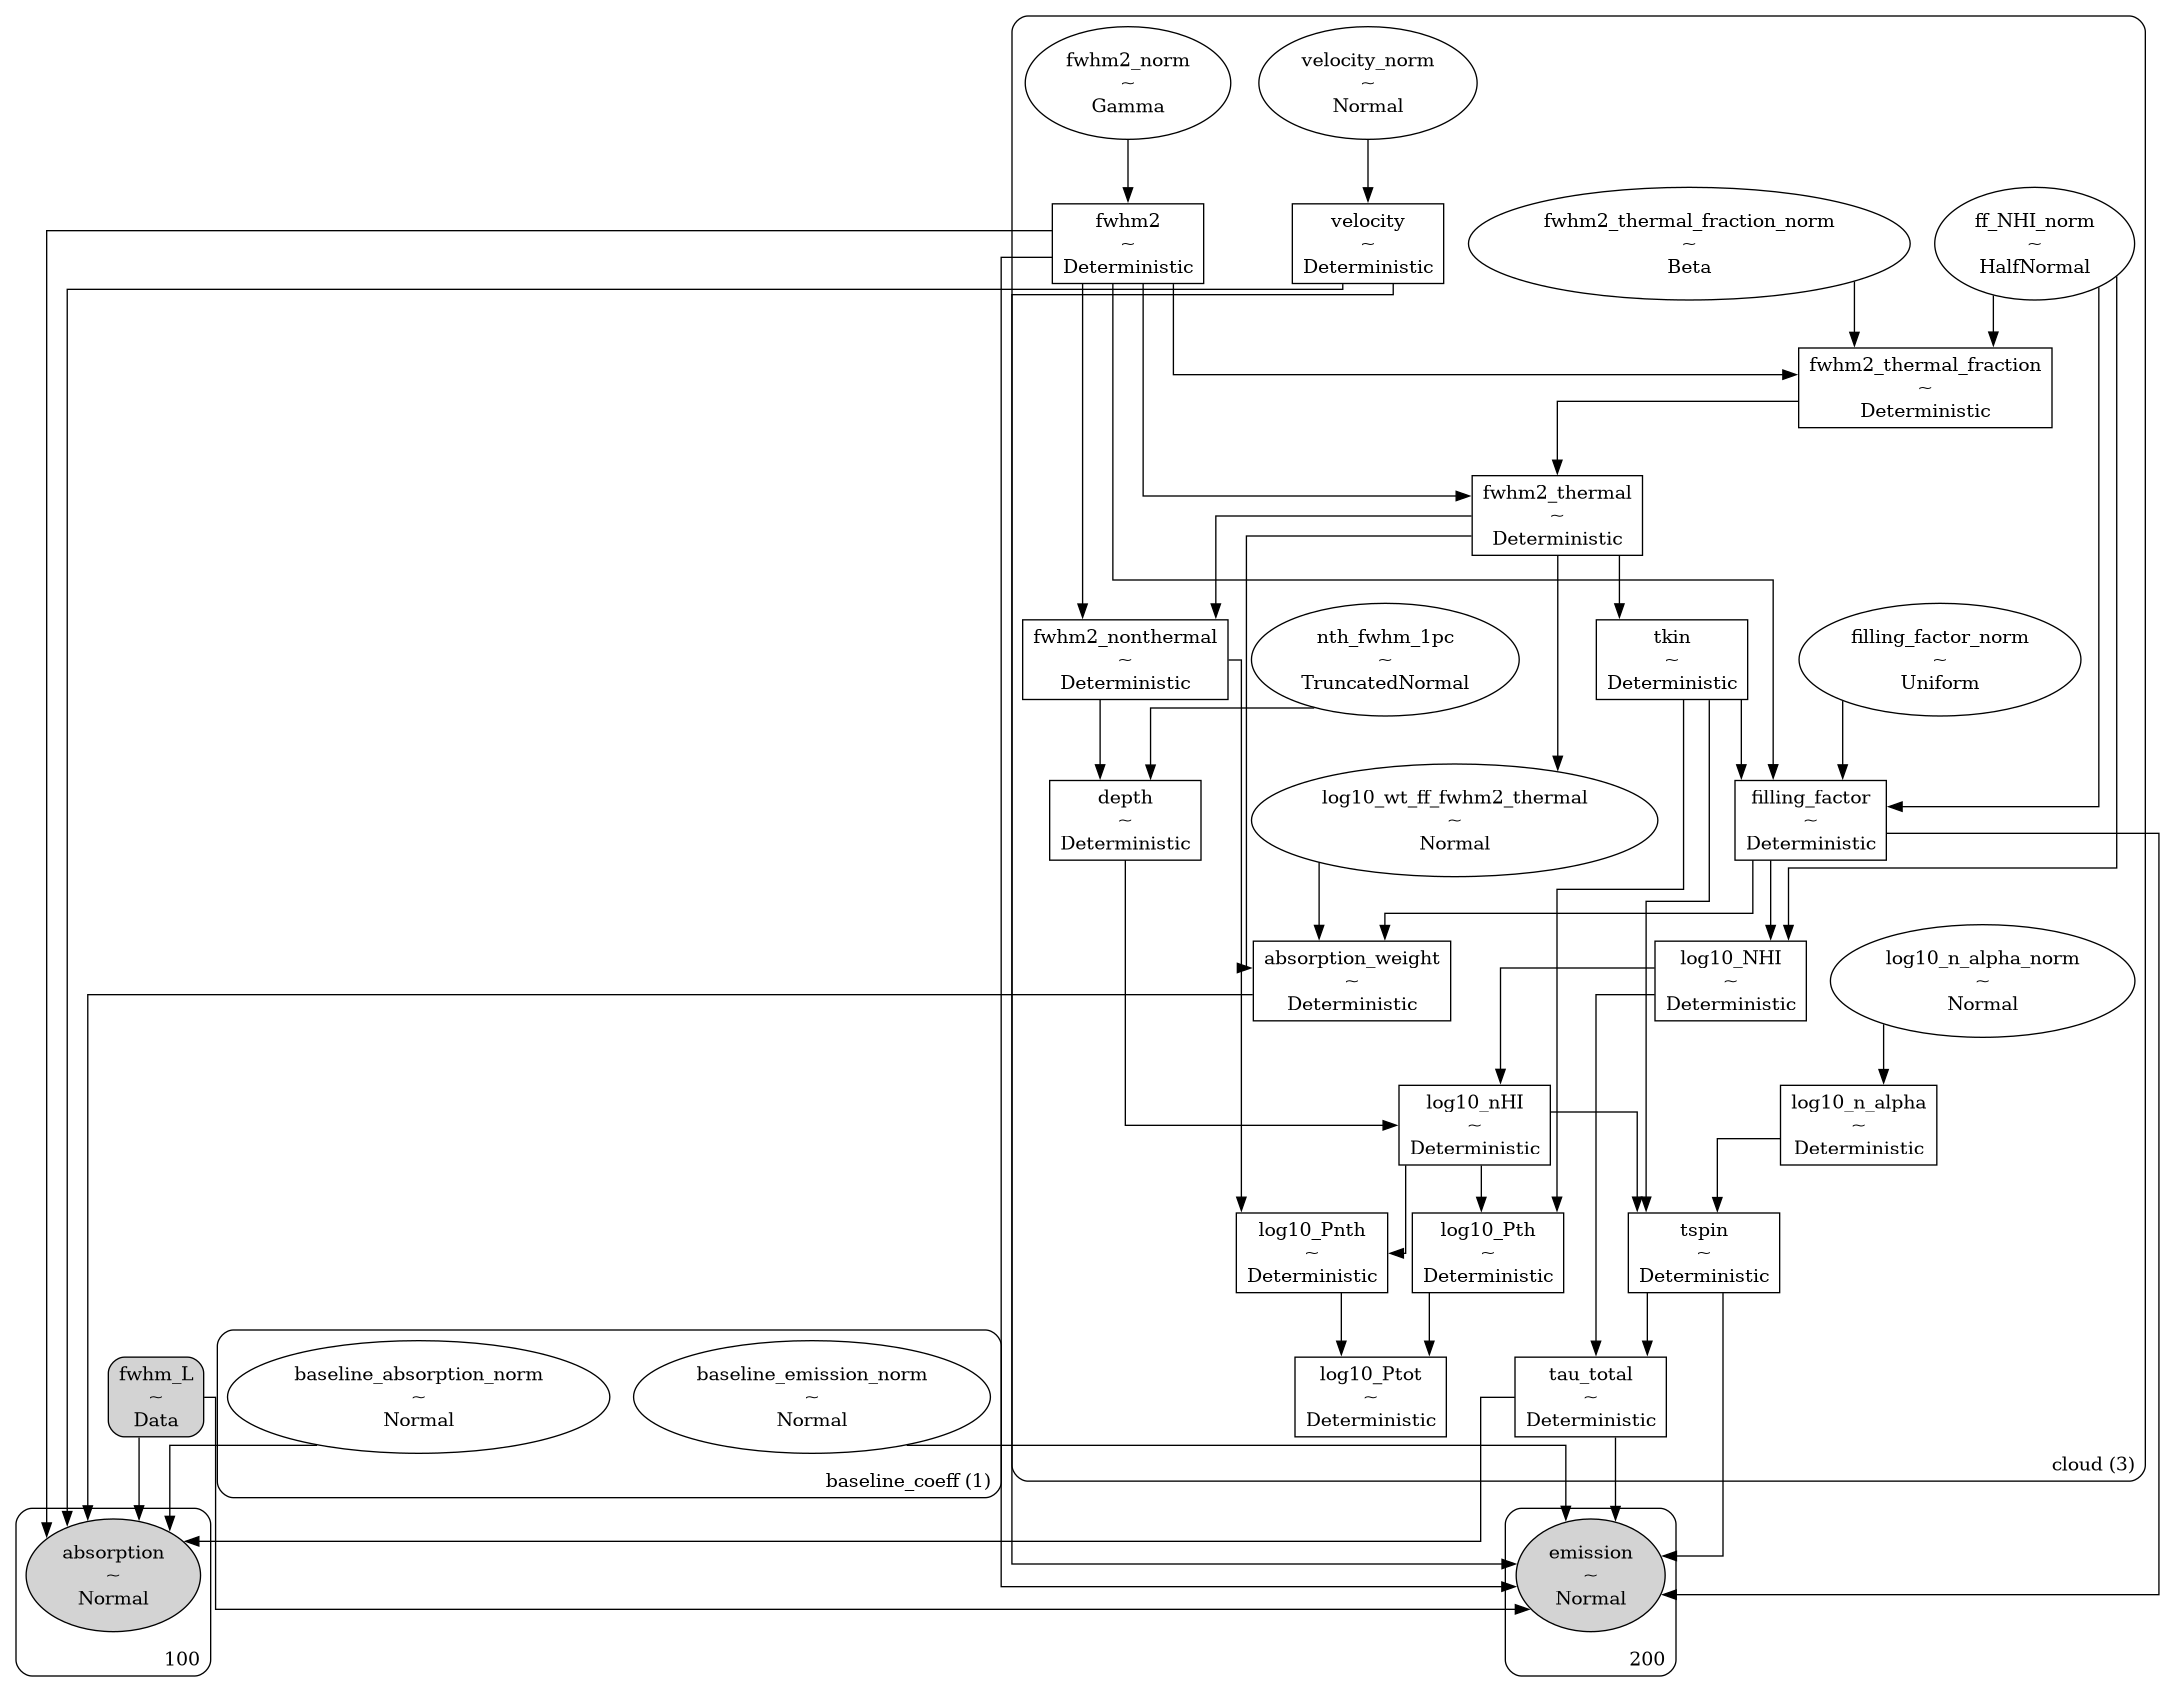 fwhm2_norm
~
Gamma
velocity_norm
~
Normal
fwhm2
~
Deterministic
velocity
~
Deterministic
fwhm2_thermal_fraction_norm
~
Beta
ff_NHI_norm
~
HalfNormal
fwhm2_thermal_fraction
~
Deterministic
fwhm2_thermal
~
Deterministic
fwhm2_nonthermal
~
Deterministic
nth_fwhm_1pc
~
TruncatedNormal
tkin
~
Deterministic
filling_factor_norm
~
Uniform
depth
~
Deterministic
log10_wt_ff_fwhm2_thermal
~
Normal
filling_factor
~
Deterministic
absorption_weight
~
Deterministic
log10_NHI
~
Deterministic
log10_n_alpha_norm
~
Normal
log10_nHI
~
Deterministic
log10_n_alpha
~
Deterministic
log10_Pnth
~
Deterministic
log10_Pth
~
Deterministic
tspin
~
Deterministic
fwhm_L
~
Data
baseline_absorption_norm
~
Normal
baseline_emission_norm
~
Normal
log10_Ptot
~
Deterministic
tau_total
~
Deterministic
baseline_coeff (1)
cloud (3)
absorption
~
Normal
100
emission
~
Normal
200